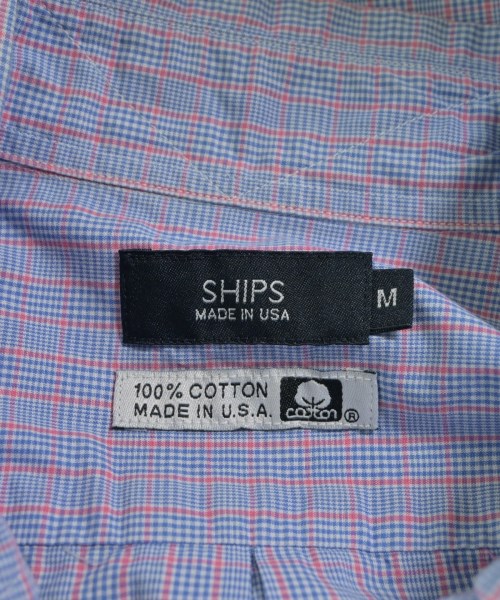 SHIPS
MADE IN USA
M
100% COTTON
MADE IN U.S.A.
cotton
®